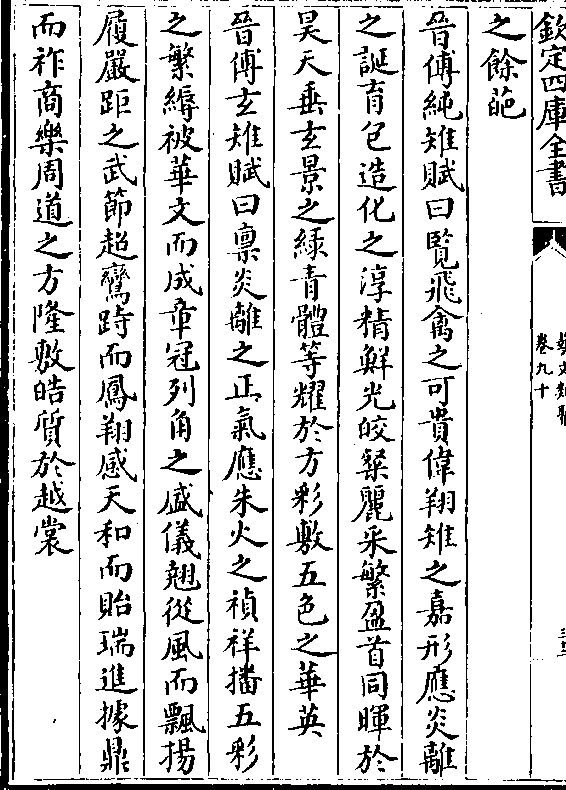 欽定四庫全書
卷九十
之餘葩
晉傅純雉賦曰覽飛禽之可貴偉翔雉之嘉形應炎離
之誕育包造化之淳精鮮光皎粲麗采繁盈首同暉於
昊天垂玄景之緑青體等耀於方彩敷五色之華英
晉傅玄雉賦曰禀炎離之正氣應朱火之禎祥播五彩
之繁縟被華文而成章冠列角之盛儀翹從風而飄揚
履嚴距之武節超鸞跱而鳳翔感天和而貽瑞進據鼎
而祚商樂周道之方隆敷皓質於越裳